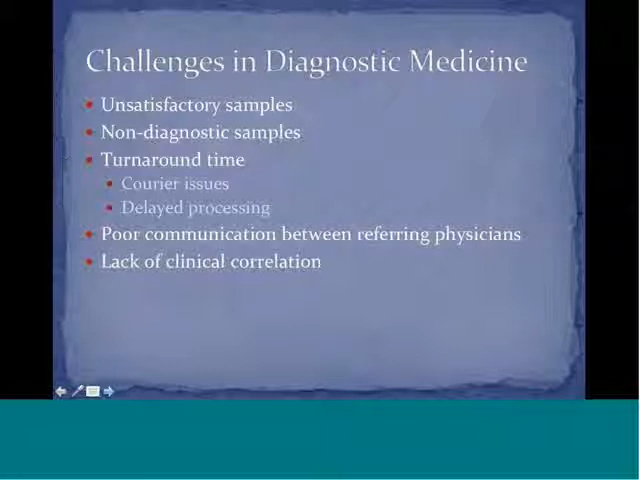 Challenges in Diagnostic Medicine
Unsatisfactory samples
Non-diagnostic samples
Turnaround time
Courier issues
Delayed processing
Poor communication between referring physicians
Lack of clinical correlation